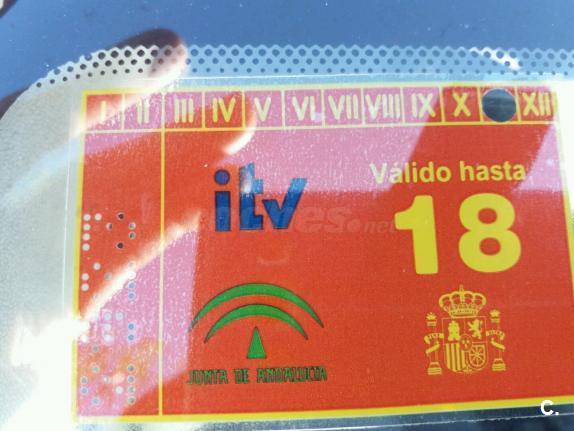 I II III IV V VI VII VIII IX X XII
itv
Válido hasta
18
JUNTA DE ANDALUCIA
C.